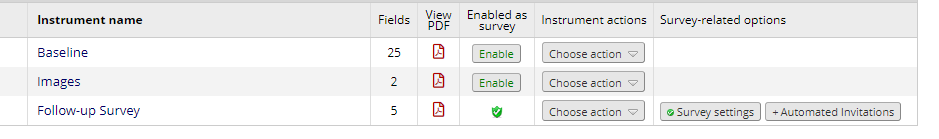 Instrument name Fields View PDF Enabled as survey Instrument actions Survey-related options
Baseline 25 Enable Choose action
Images 2 Enable Choose action
Follow-up Survey 5 Choose action Survey settings + Automated Invitations